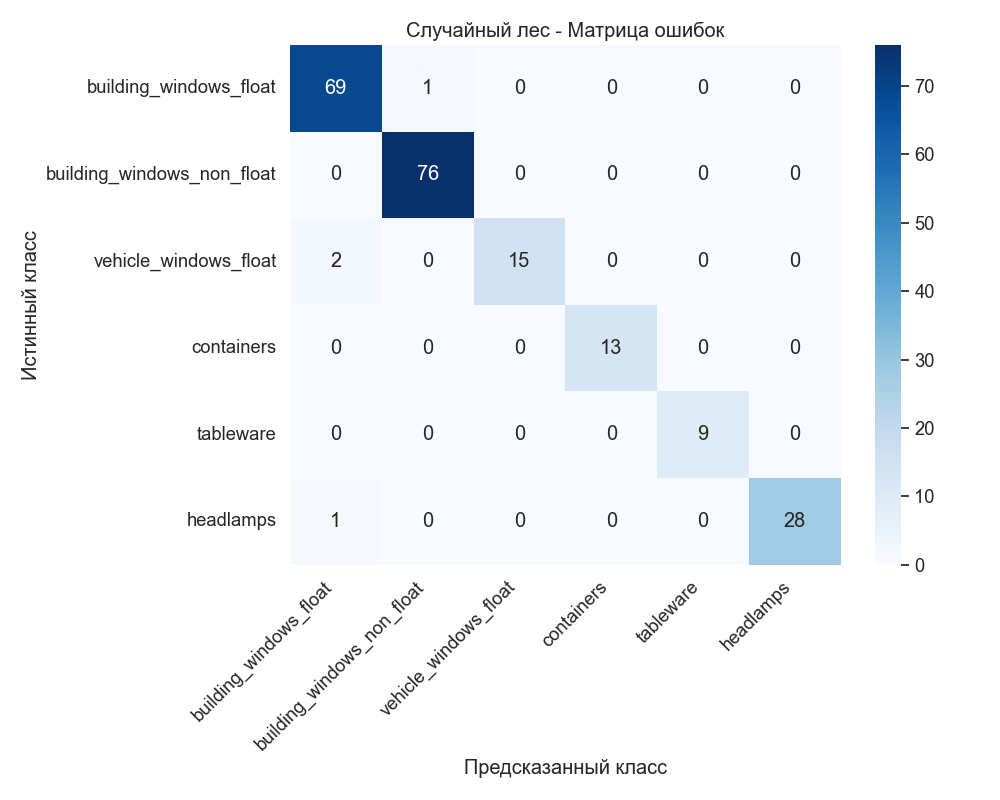 Случайный лес - Матрица ошибок
Истинный класс
building_windows_float 69 1 0 0 0 0
building_windows_non_float 0 76 0 0 0 0
vehicle_windows_float 2 0 15 0 0 0
containers 0 0 0 13 0 0
tableware 0 0 0 0 9 0
headlamps 1 0 0 0 0 28
building_windows_float
building_windows_non_float
vehicle_windows_float
containers
tableware
headlamps
Предсказанный класс
70
60
50
40
30
20
10
0